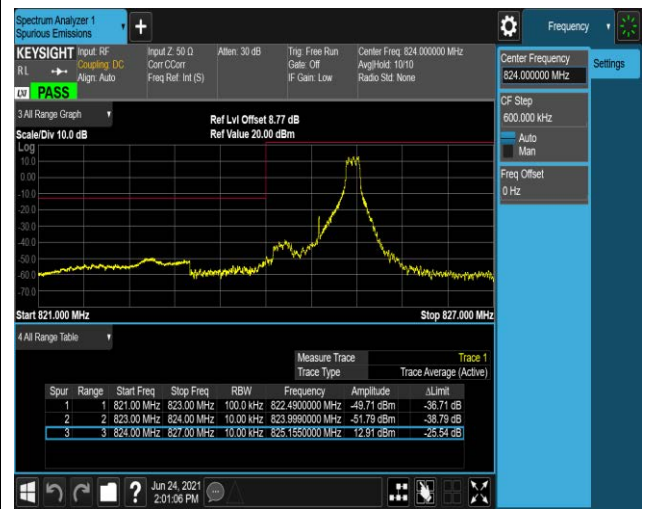 Spectrum Analyzer 1
Spurious Emissions
Frequency
KEYSIGHT
Input: RF
Input Z: 50 Ω
Atten: 30 dB
Trig: Free Run
Center Freq: 824.000000 MHz
RL
Coupling: DC
Corr CCorr
Gate: Off
Avg|Hold: 10/10
Align: Auto
Freq Ref: Int (S)
IF Gain: Low
Radio Std: None
LXI
PASS
Center Frequency
824.000000 MHz
Settings
CF Step
600.000 kHz
Auto
Man
Freq Offset
0 Hz
3 All Range Graph
Ref Lvl Offset 8.77 dB
Scale/Div 10.0 dB
Ref Value 20.00 dBm
Log
10.0
0.00
-10.0
-20.0
-30.0
-40.0
-50.0
-60.0
-70.0
Start 821.000 MHz
Stop 827.000 MHz
4 All Range Table
Measure Trace
Trace 1
Trace Type
Trace Average (Active)
Spur Range Start Freq Stop Freq RBW Frequency Amplitude ΔLimit
1 1 821.00 MHz 823.00 MHz 100.0 kHz 822.4900000 MHz -49.71 dBm -36.71 dB
2 2 823.00 MHz 824.00 MHz 10.00 kHz 823.9990000 MHz -51.79 dBm -38.79 dB
3 3 824.00 MHz 827.00 MHz 10.00 kHz 825.1550000 MHz 12.91 dBm -25.54 dB
?
Jun 24, 2021
2:01:06 PM